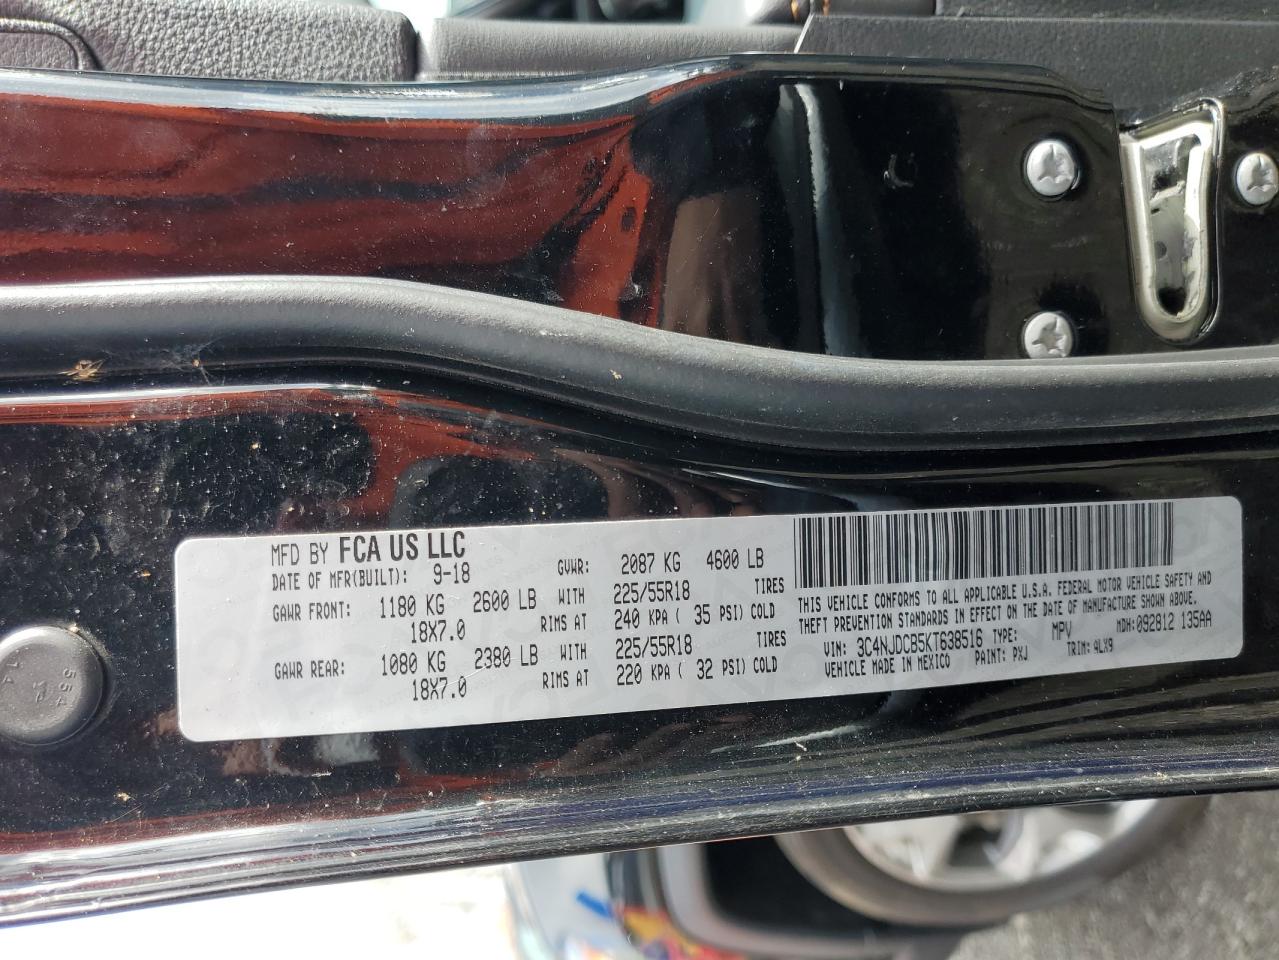 MFD BY FCA US LLC
DATE OF MFR(BUILT): 9-18 GVWR: 2087 KG 4600 LB
GAWR FRONT: 1180 KG 2600 LB WITH 225/55R18 TIRES
18X7.0 RIMS AT 240 KPA ( 35 PSI) COLD
GAWR REAR: 1080 KG 2380 LB WITH 225/55R18 TIRES
18X7.0 RIMS AT 220 KPA ( 32 PSI) COLD
THIS VEHICLE CONFORMS TO ALL APPLICABLE U.S.A. FEDERAL MOTOR VEHICLE SAFETY AND
THEFT PREVENTION STANDARDS IN EFFECT ON THE DATE OF MANUFACTURE SHOWN ABOVE.
VIN: 3C4NJDCB5KT638516 TYPE: MPV MDH: 092812 135AA
VEHICLE MADE IN MEXICO PAINT: PXJ TRIM: ALX9
554